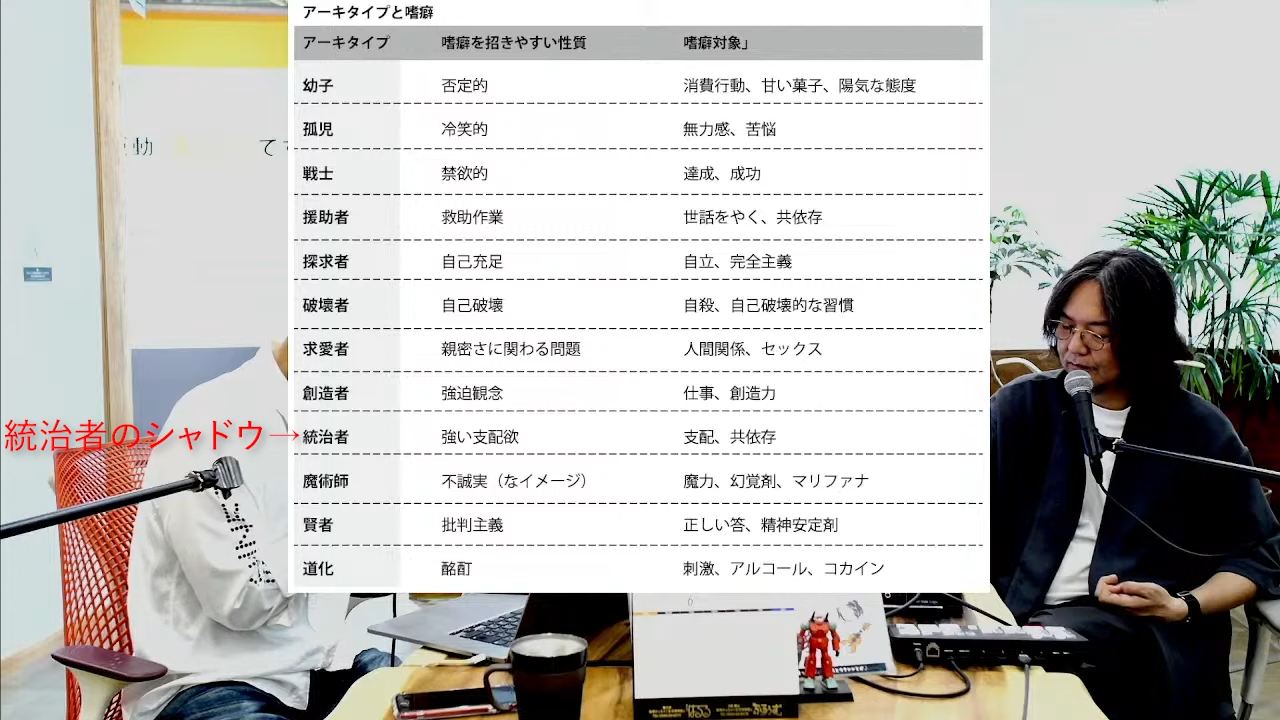 アーキタイプと嗜癖
アーキタイプ 嗜癖を招きやすい性質 嗜癖対象」
幼子 否定的 消費行動、甘い菓子、陽気な態度
孤児 冷笑的 無力感、苦悩
戦士 禁欲的 達成、成功
援助者 救助作業 世話をやく、共依存
探求者 自己充足 自立、完全主義
破壊者 自己破壊 自殺、自己破壊的な習慣
求愛者 親密さに関わる問題 人間関係、セックス
創造者 強迫観念 仕事、創造力
統治者のシャドウ→統治者 強い支配欲 支配、共依存
魔術師 不誠実（なイメージ） 魔力、幻覚剤、マリファナ
賢者 批判主義 正しい答、精神安定剤
道化 酩酊 刺激、アルコール、コカイン
動 てす